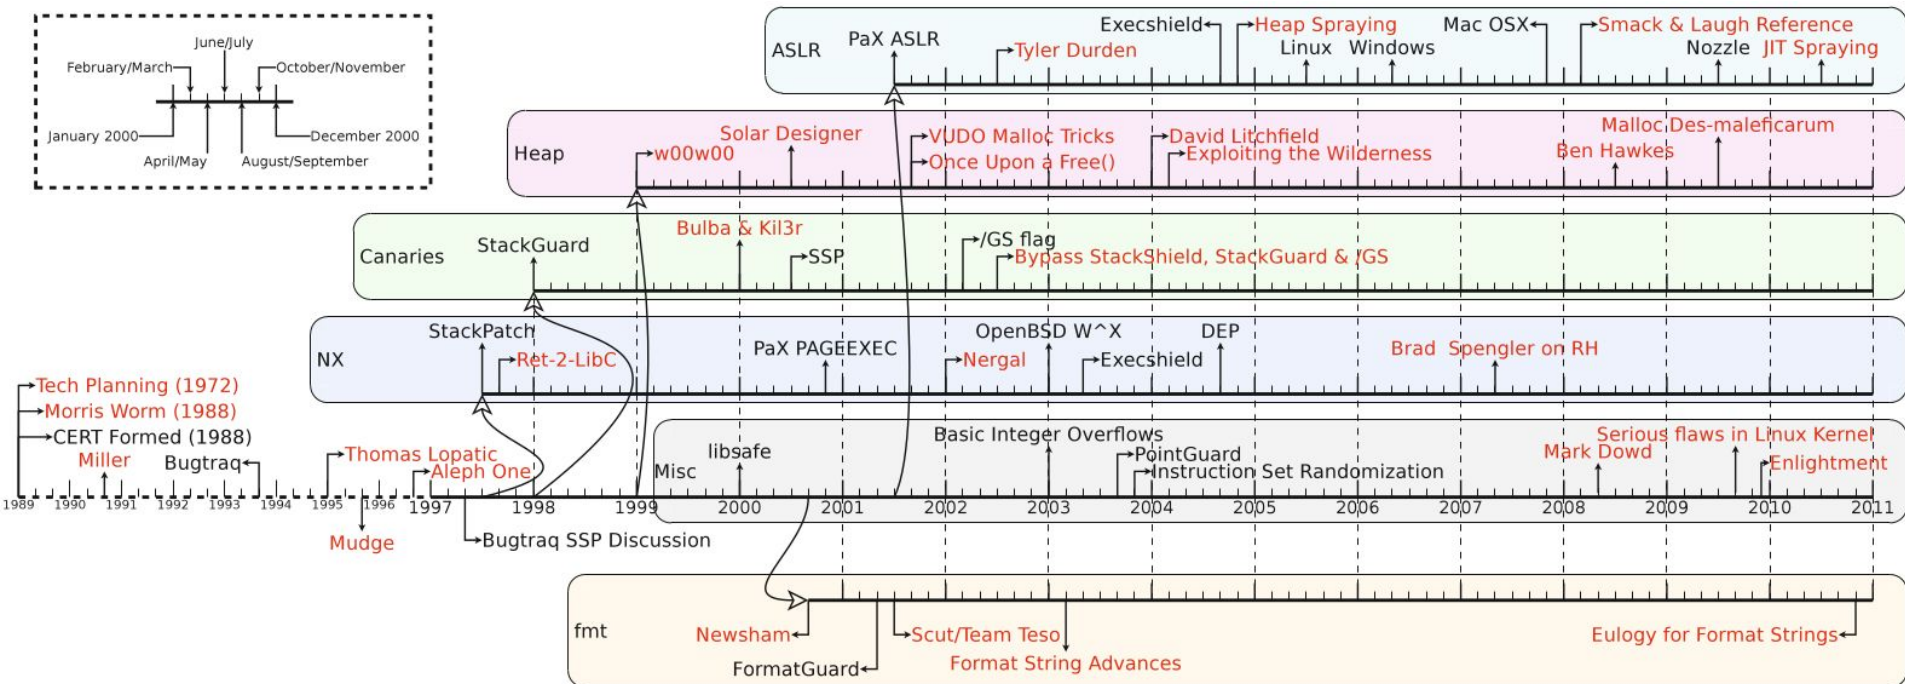 June/July
February/March
October/November
January 2000
December 2000
April/May
August/September
ASLR
PaX ASLR
Tyler Durden
Execshield
Heap Spraying
Linux
Windows
Mac OSX
Smack & Laugh Reference
Nozzle
JIT Spraying
Heap
w00w00
Solar Designer
VUDO Malloc Tricks
Once Upon a Free()
David Litchfield
Exploiting the Wilderness
Ben Hawkes
Malloc Des-maleficarum
Canaries
StackGuard
Bulba & Kil3r
SSP
/GS flag
Bypass StackShield, StackGuard & /GS
NX
StackPatch
Ret-2-LibC
PaX PAGEEXEC
Nergal
OpenBSD W^X
Execshield
DEP
Brad Spengler on RH
Tech Planning (1972)
Morris Worm (1988)
CERT Formed (1988)
Miller
Bugtraq
Thomas Lopatic
Aleph One
Misc
libsafe
Basic Integer Overflows
PointGuard
Instruction Set Randomization
Serious flaws in Linux Kernel
Mark Dowd
Enlightment
1989 1990 1991 1992 1993 1994 1995 1996 1997 1998 1999 2000 2001 2002 2003 2004 2005 2006 2007 2008 2009 2010 2011
Mudge
Bugtraq SSP Discussion
fmt
Newsham
FormatGuard
Scut/Team Teso
Format String Advances
Eulogy for Format Strings